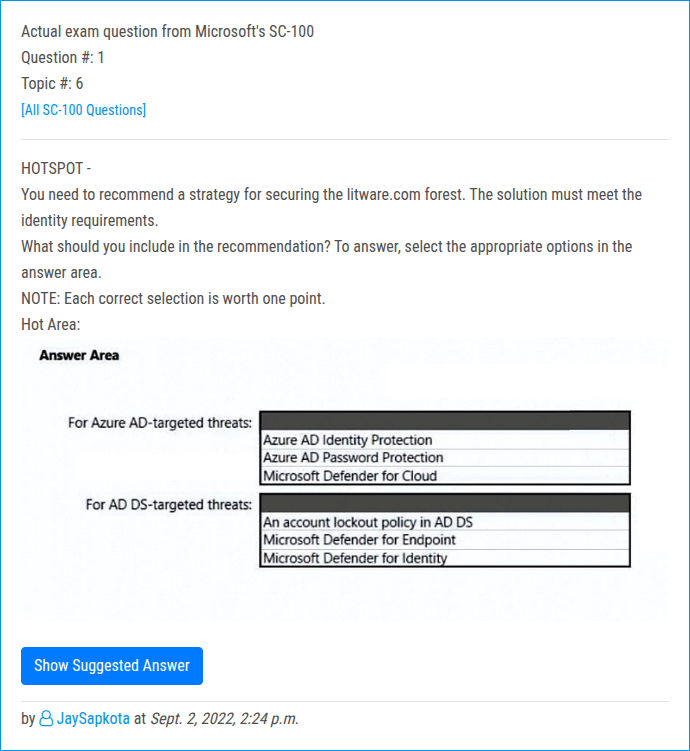 Actual exam question from Microsoft's SC-100
Question #: 1
Topic #: 6
[All SC-100 Questions]
HOTSPOT -
You need to recommend a strategy for securing the litware.com forest. The solution must meet the
identity requirements.
What should you include in the recommendation? To answer, select the appropriate options in the
answer area.
NOTE: Each correct selection is worth one point.
Hot Area:
Answer Area
For Azure AD-targeted threats:
Azure AD Identity Protection
Azure AD Password Protection
Microsoft Defender for Cloud
For AD DS-targeted threats:
An account lockout policy in AD DS
Microsoft Defender for Endpoint
Microsoft Defender for Identity
Show Suggested Answer
by JaySapkota at Sept. 2, 2022, 2:24 p.m.